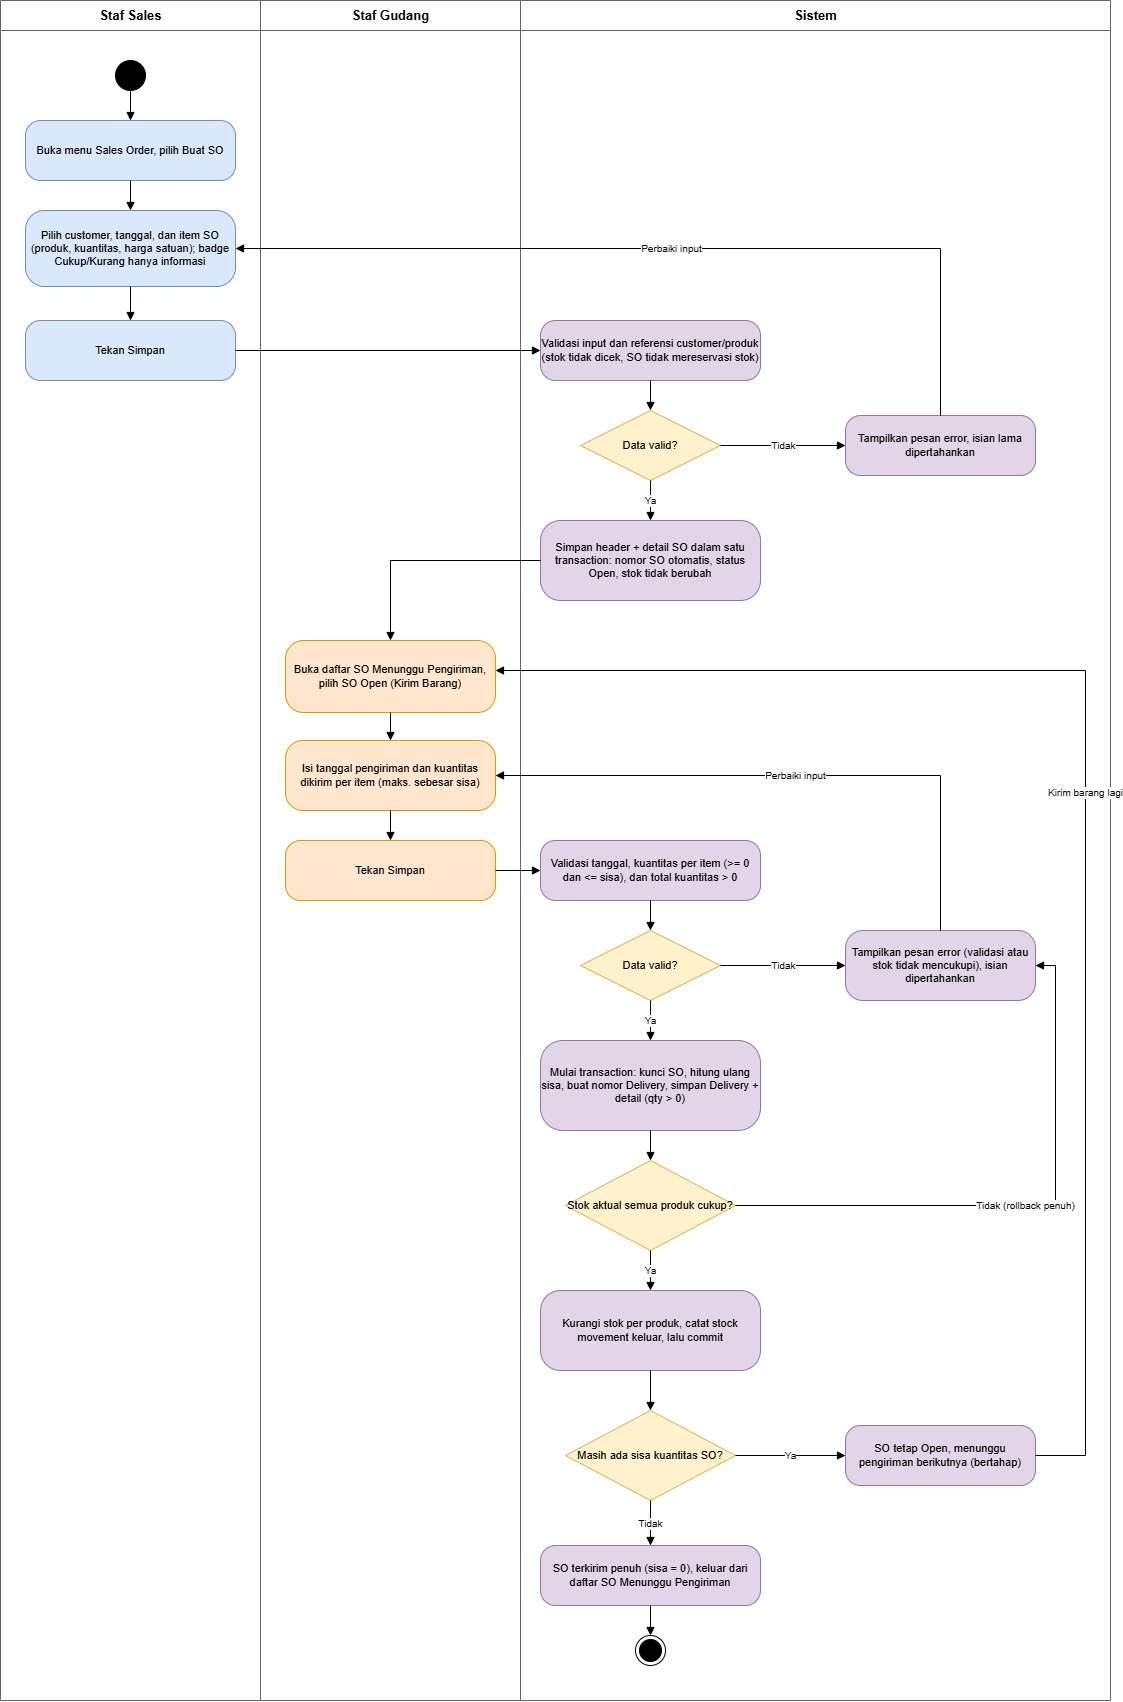 Staf Sales
Staf Gudang
Sistem
Buka menu Sales Order, pilih Buat SO
Pilih customer, tanggal, dan item SO
(produk, kuantitas, harga satuan); badge
Cukup/Kurang hanya informasi
Perbaiki input
Tekan Simpan
Validasi input dan referensi customer/produk
(stok tidak dicek, SO tidak mereservasi stok)
Data valid?
Tidak
Tampilkan pesan error, isian lama
dipertahankan
Ya
Simpan header + detail SO dalam satu
transaction: nomor SO otomatis, status
Open, stok tidak berubah
Buka daftar SO Menunggu Pengiriman,
pilih SO Open (Kirim Barang)
Isi tanggal pengiriman dan kuantitas
dikirim per item (maks. sebesar sisa)
Perbaiki input
Kirim barang lagi
Tekan Simpan
Validasi tanggal, kuantitas per item (>= 0
dan <= sisa), dan total kuantitas > 0
Data valid?
Tidak
Tampilkan pesan error (validasi atau
stok tidak mencukupi), isian
dipertahankan
Ya
Mulai transaction: kunci SO, hitung ulang
sisa, buat nomor Delivery, simpan Delivery +
detail (qty > 0)
Stok aktual semua produk cukup?
Tidak (rollback penuh)
Ya
Kurangi stok per produk, catat stock
movement keluar, lalu commit
Masih ada sisa kuantitas SO?
Ya
SO tetap Open, menunggu
pengiriman berikutnya (bertahap)
Tidak
SO terkirim penuh (sisa = 0), keluar dari
daftar SO Menunggu Pengiriman